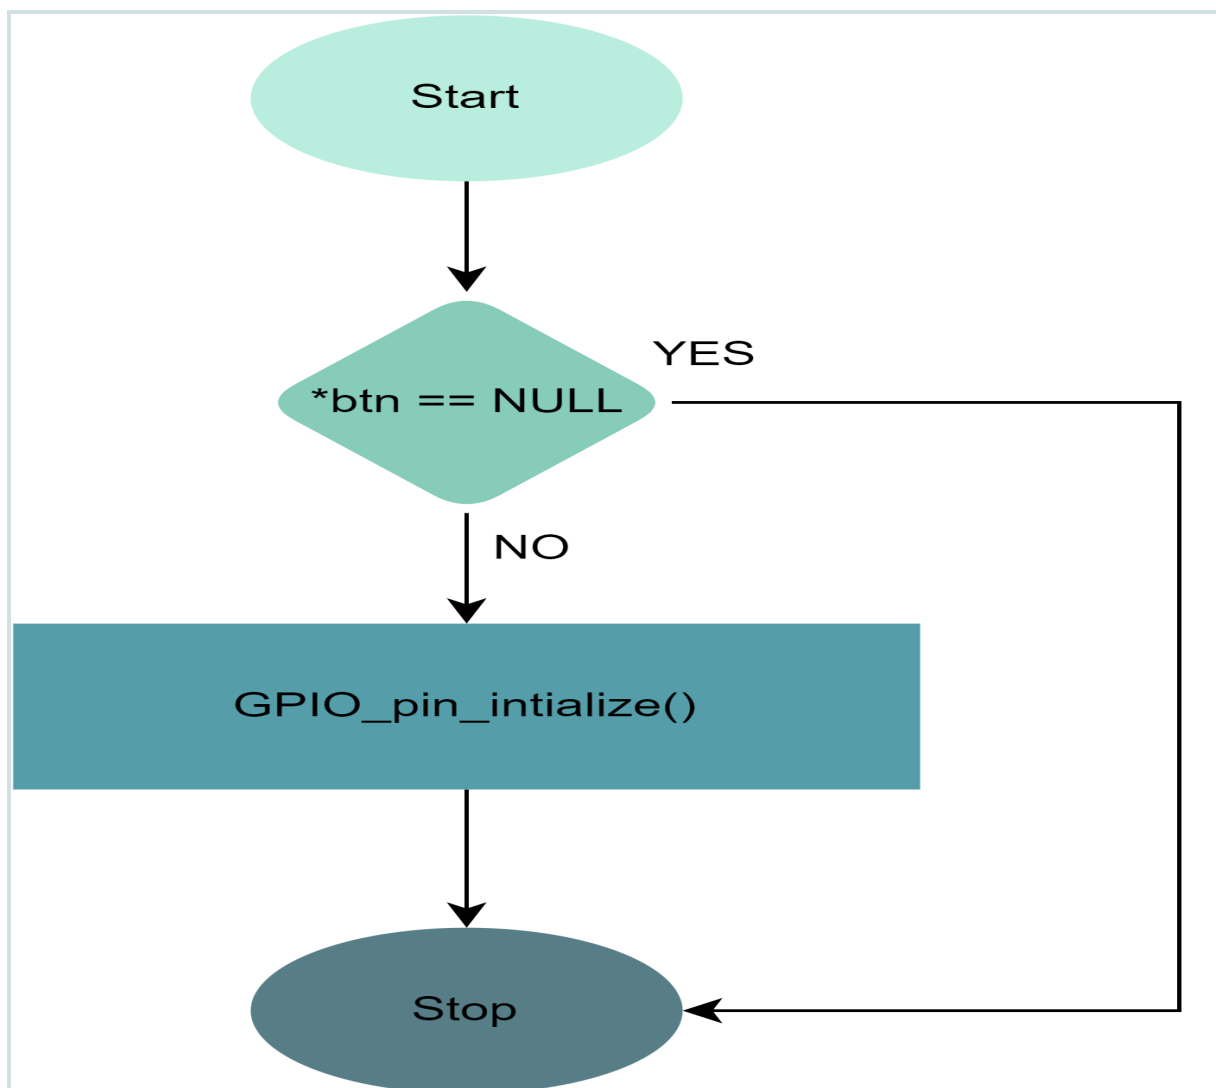 Start
*btn == NULL
YES
NO
GPIO_pin_intialize()
Stop